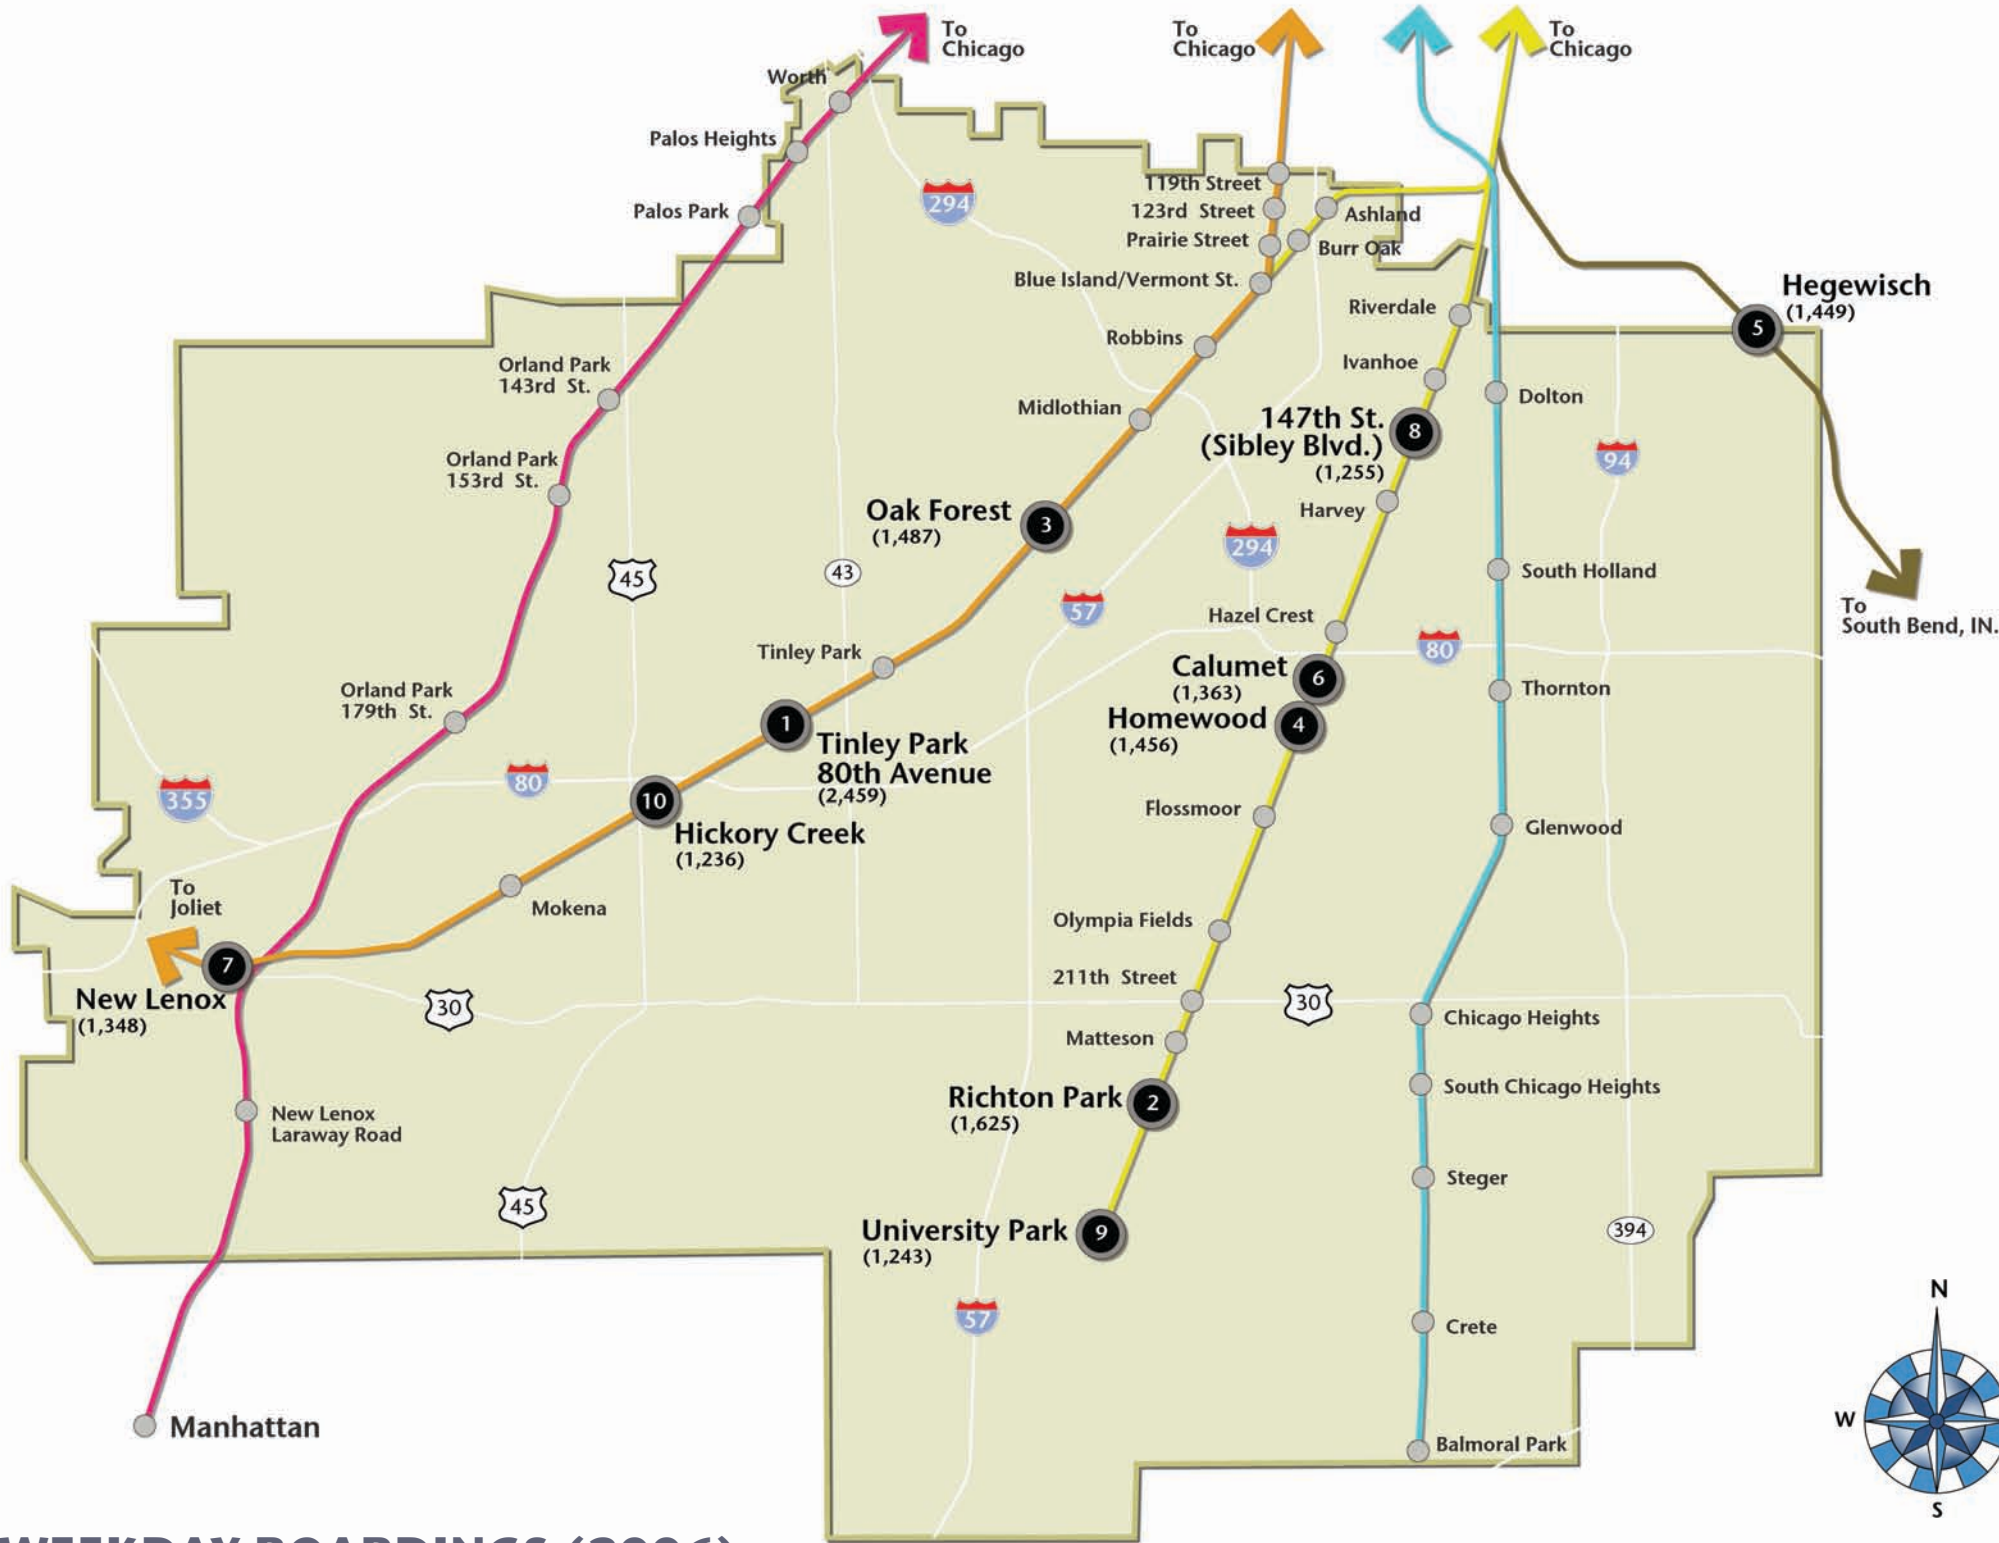 To
Chicago
To
Chicago
To
Chicago
Worth
Palos Heights
Palos Park
294
119th Street
123rd Street
Prairie Street
Blue Island/Vermont St.
Ashland
Burr Oak
Riverdale
Ivanhoe
Hegewisch
(1,449)
5
Robbins
Midlothian
Orland Park
143rd St.
Orland Park
153rd St.
147th St.
(Sibley Blvd.)
(1,255)
8
Dolton
94
Harvey
Oak Forest
(1,487)
3
294
45
43
57
South Holland
To
South Bend, IN.
Hazel Crest
80
Tinley Park
Calumet
(1,363)
6
Homewood
(1,456)
4
Thornton
Orland Park
179th St.
1
Tinley Park
80th Avenue
(2,459)
355
80
10
Hickory Creek
(1,236)
Flossmoor
Glenwood
To
Joliet
Mokena
Olympia Fields
7
New Lenox
(1,348)
30
211th Street
30
Chicago Heights
Matteson
South Chicago Heights
Richton Park
(1,625)
2
New Lenox
Laraway Road
45
Steger
University Park
(1,243)
9
394
57
Crete
Manhattan
Balmoral Park
N
W
S
WEEKDAY BOARDINGS (2006)